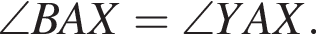 ∠BAX = ∠YAX.